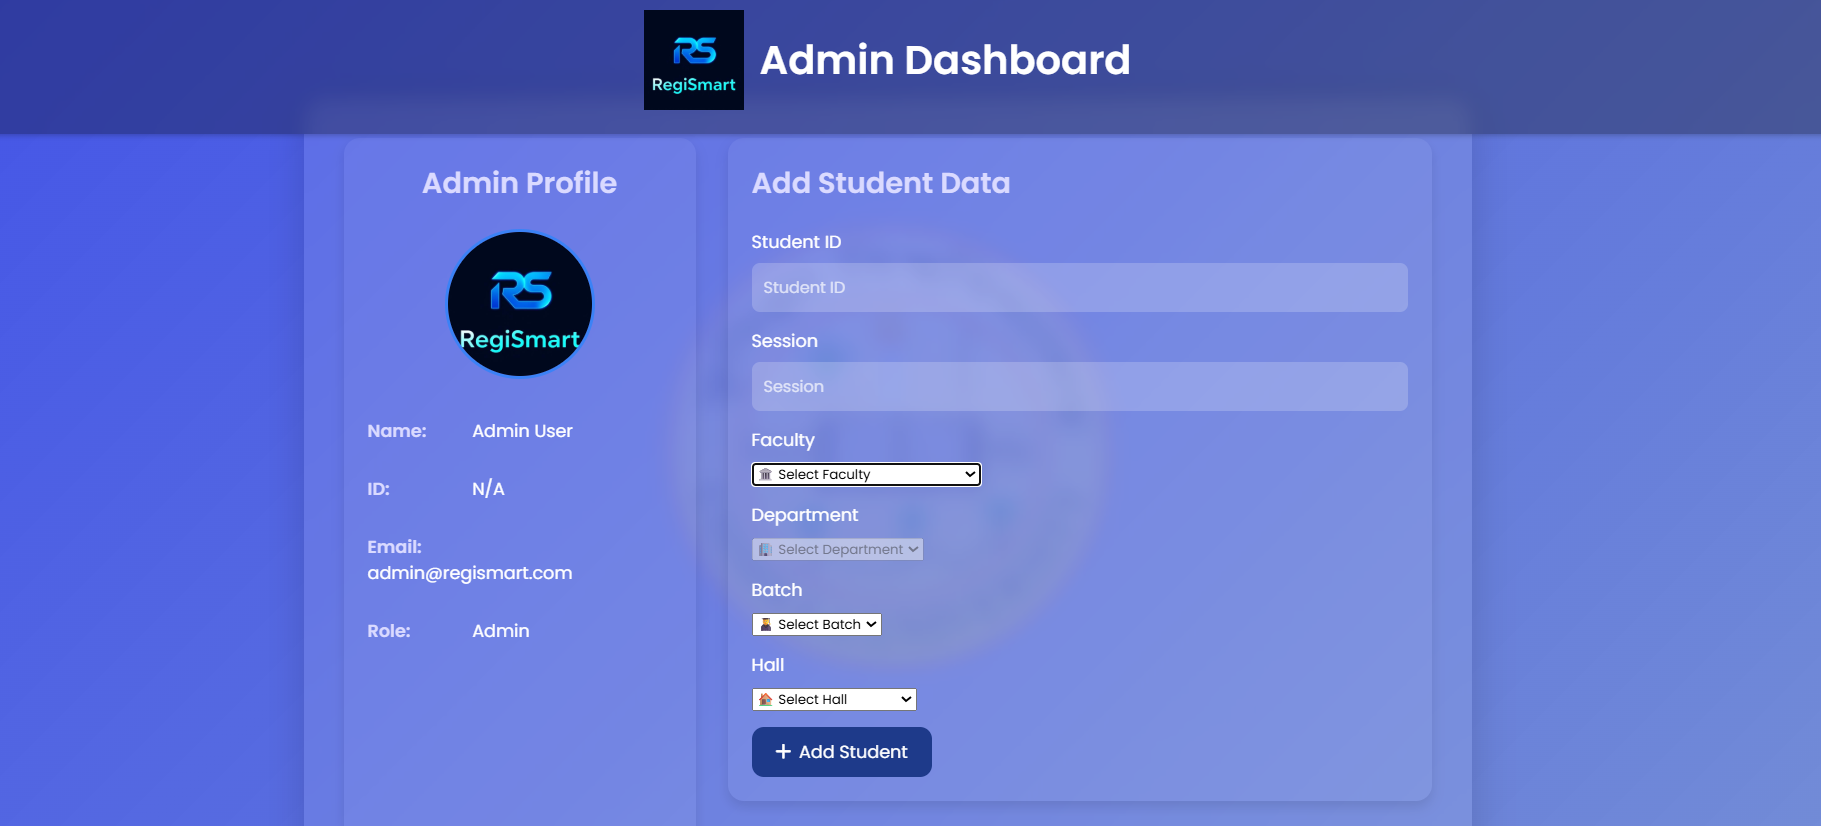 RS
RegiSmart
Admin Dashboard
Admin Profile
RS
RegiSmart
Name: Admin User
ID: N/A
Email:
admin@regismart.com
Role: Admin
Add Student Data
Student ID
Student ID
Session
Session
Faculty
Select Faculty
Department
Select Department
Batch
Select Batch
Hall
Select Hall
+ Add Student